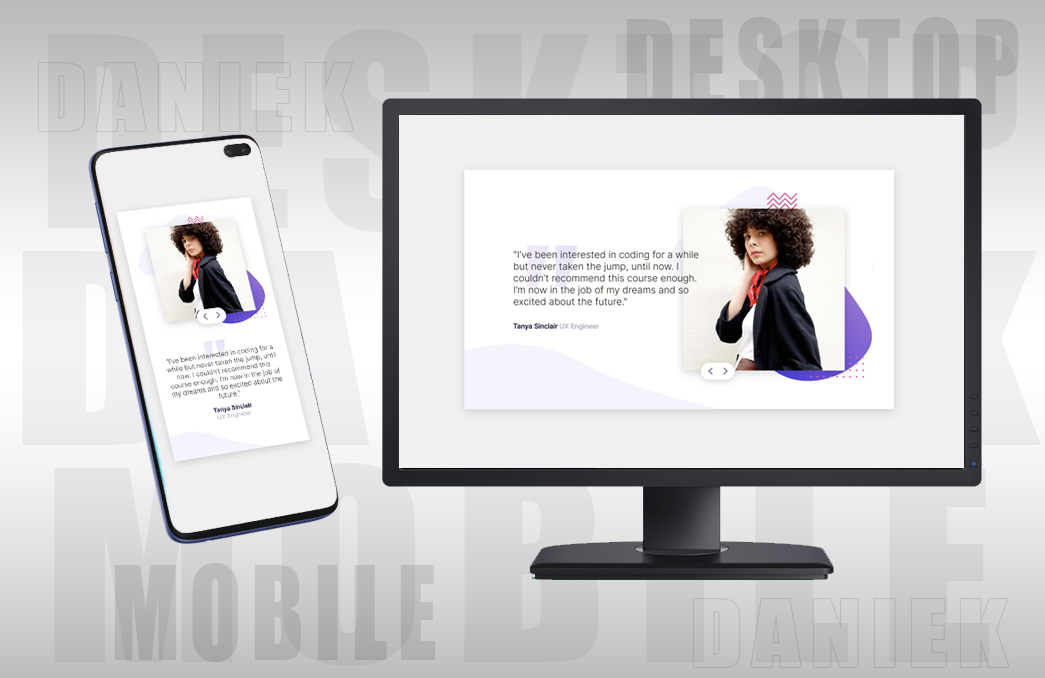 DESKTOP
DESKTOP
DANIEK
DANIEK
"I've been interested in coding for a while
but never taken the jump, until now. I
couldn't recommend this course enough.
I'm now in the job of my dreams and so
excited about the future."
Tanya Sinclair UX Engineer
"I've been interested in coding for a
while but never taken the jump, until
now. I couldn't recommend this
course enough. I'm now in the job of
my dreams and so excited about the
future."
Tanya Sinclair
UX Engineer
MOBILE
MOBILE
DANIEK